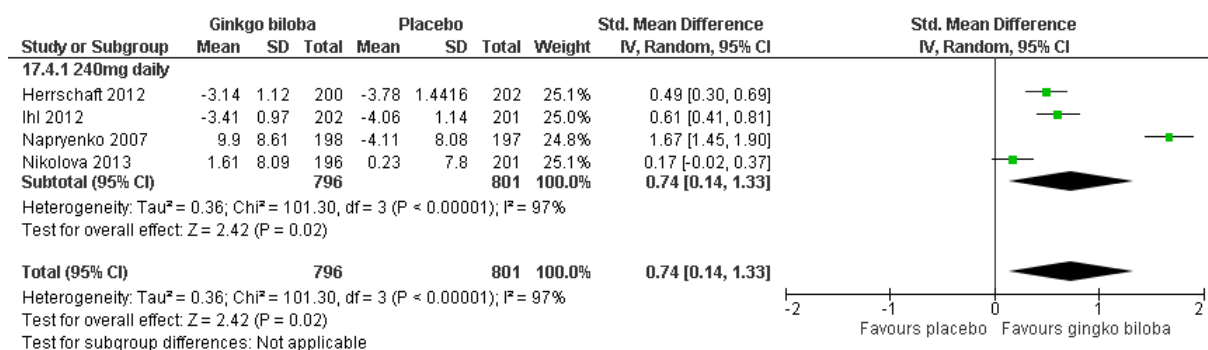 Ginkgo biloba Placebo Std. Mean Difference Std. Mean Difference
Study or Subgroup Mean SD Total Mean SD Total Weight IV, Random, 95% CI IV, Random, 95% CI
17.4.1 240mg daily
Herrschaft 2012 -3.14 1.12 200 -3.78 1.4416 202 25.1% 0.49 [0.30, 0.69]
Ihl 2012 -3.41 0.97 202 -4.06 1.14 201 25.0% 0.61 [0.41, 0.81]
Napryenko 2007 9.9 8.61 198 -4.11 8.08 197 24.8% 1.67 [1.45, 1.90]
Nikolova 2013 1.61 8.09 196 0.23 7.8 201 25.1% 0.17 [-0.02, 0.37]
Subtotal (95% CI) 796 801 100.0% 0.74 [0.14, 1.33]
Heterogeneity: Tau² = 0.36; Chi² = 101.30, df = 3 (P < 0.00001); I² = 97%
Test for overall effect: Z = 2.42 (P = 0.02)
Total (95% CI) 796 801 100.0% 0.74 [0.14, 1.33]
Heterogeneity: Tau² = 0.36; Chi² = 101.30, df = 3 (P < 0.00001); I² = 97%
Test for overall effect: Z = 2.42 (P = 0.02)
Test for subgroup differences: Not applicable
-2 -1 0 1 2
Favours placebo Favours gingko biloba